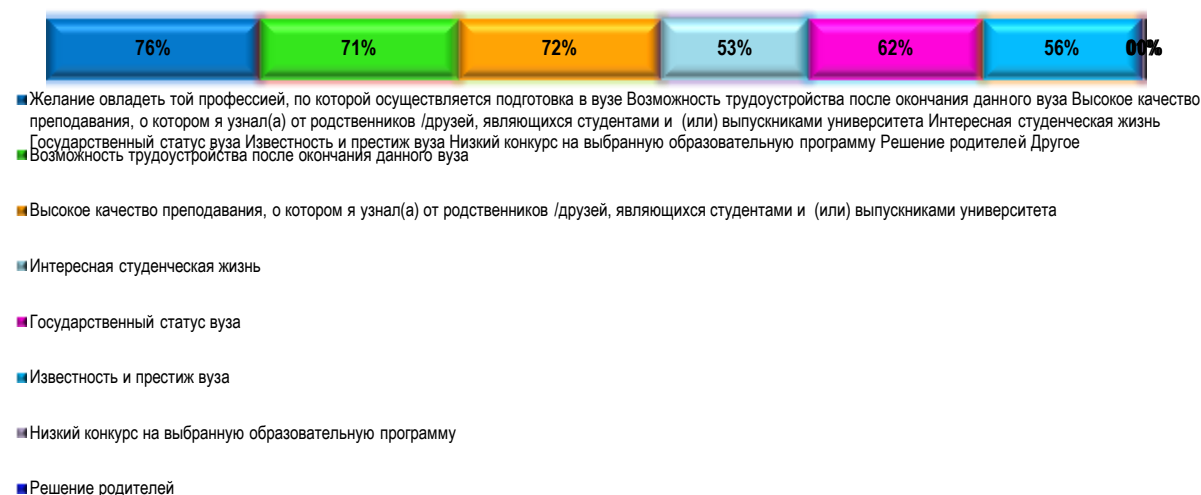 76% 71% 72% 53% 62% 56% 00%
Желание овладеть той профессией, по которой осуществляется подготовка в вузе Возможность трудоустройства после окончания данного вуза Высокое качество
преподавания, о котором я узнал(а) от родственников /друзей, являющихся студентами и (или) выпускниками университета Интересная студенческая жизнь
Государственный статус вуза Известность и престиж вуза Низкий конкурс на выбранную образовательную программу Решение родителей Другое
Возможность трудоустройства после окончания данного вуза
Высокое качество преподавания, о котором я узнал(а) от родственников /друзей, являющихся студентами и (или) выпускниками университета
Интересная студенческая жизнь
Государственный статус вуза
Известность и престиж вуза
Низкий конкурс на выбранную образовательную программу
Решение родителей